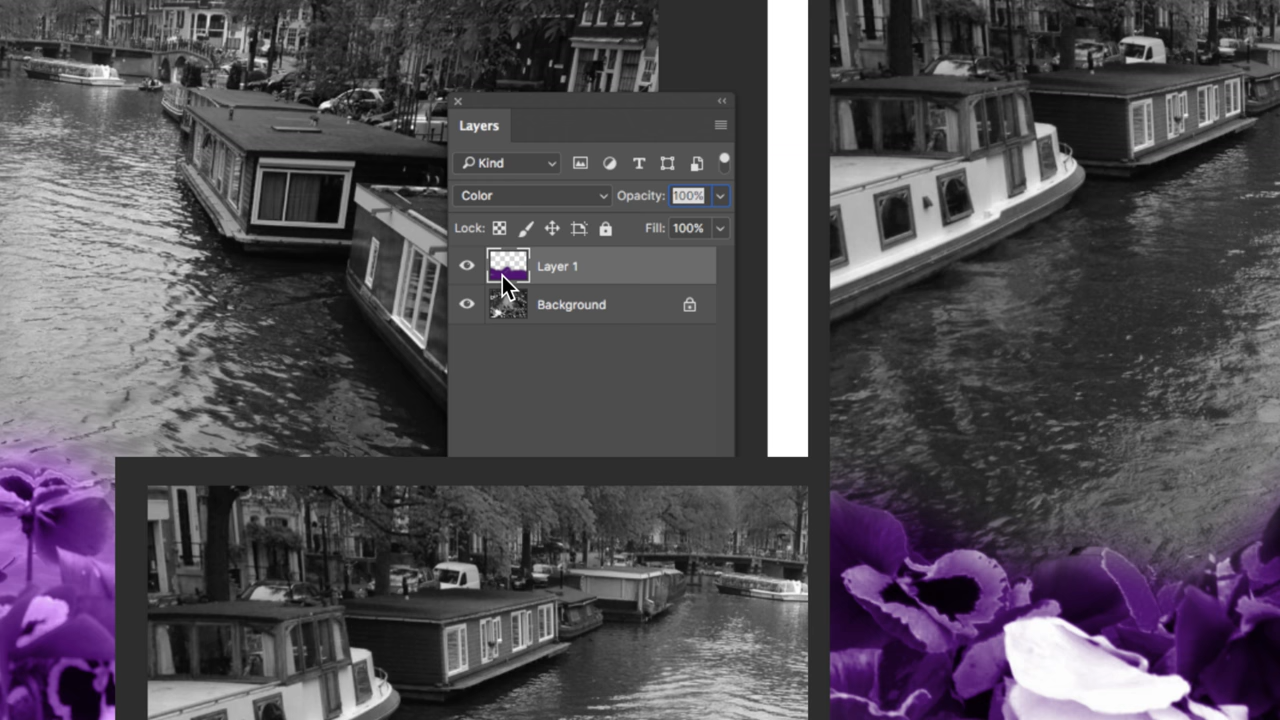 Layers
Kind
Color Opacity: 100%
Lock: Fill: 100%
Layer 1
Background